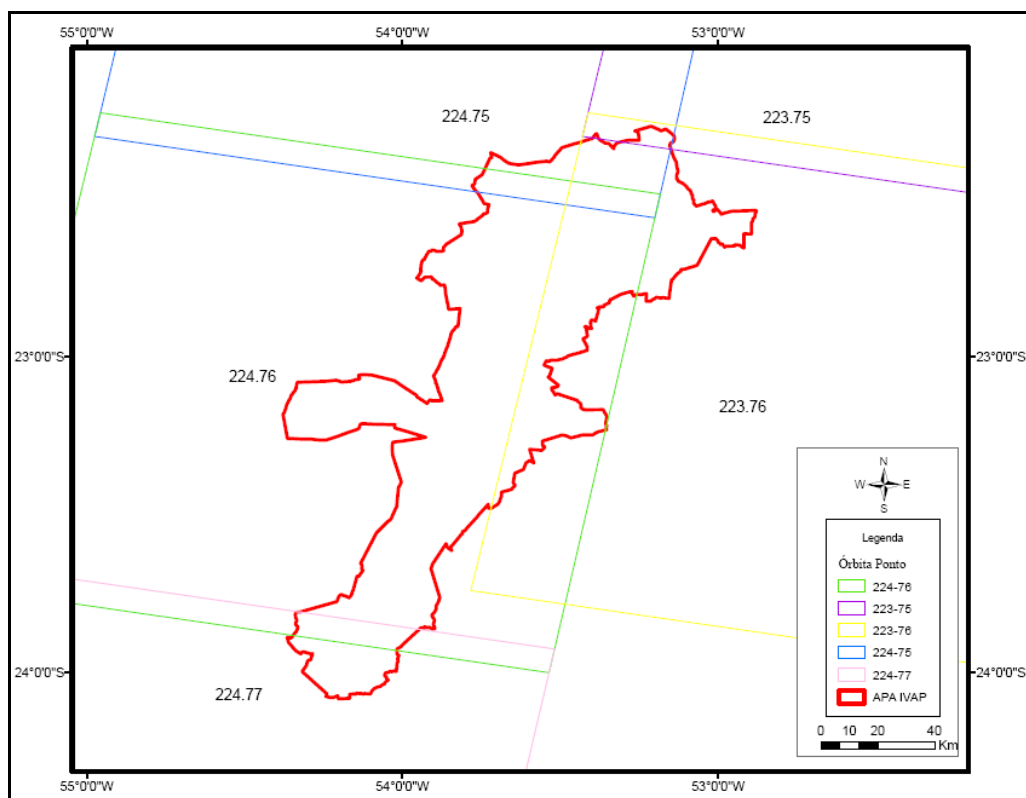 55°0'0"W 54°0'0"W 53°0'0"W
224.75
223.75
23°0'0"S
23°0'0"S
224.76
223.76
N
W E
S
Legenda
Órbita Ponto
224-76
223-75
223-76
224-75
224-77
APA IVAP
24°0'0"S
24°0'0"S
224.77
0 10 20 40
Km
55°0'0"W 54°0'0"W 53°0'0"W